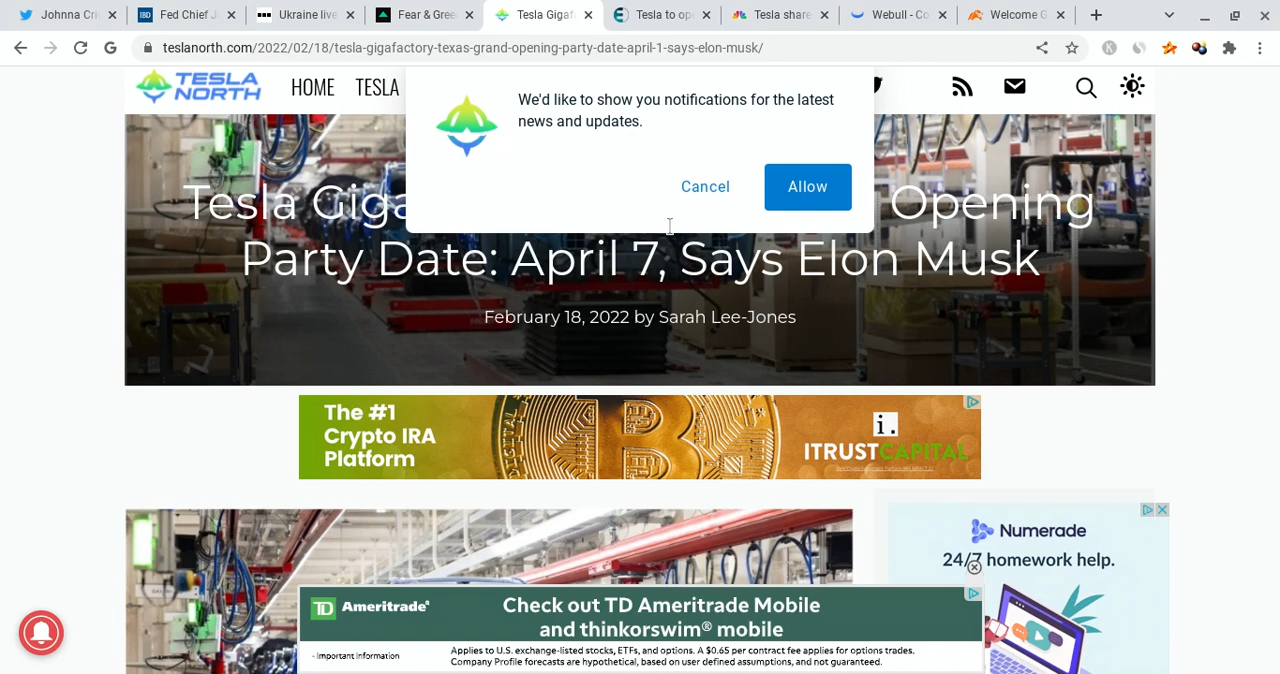 Johnna Cri
Fed Chief J
Ukraine live
Fear & Gree
Tesla Gigaf
Tesla to op
Tesla share
Webull - Co
Welcome G
teslanorth.com/2022/02/18/tesla-gigafactory-texas-grand-opening-party-date-april-1-says-elon-musk/
TESLA
NORTH
HOME
TESLA
We'd like to show you notifications for the latest
news and updates.
Cancel
Allow
Tesla Giga Opening
Party Date: April 7, Says Elon Musk
February 18, 2022 by Sarah Lee-Jones
The #1
Crypto IRA
Platform
i.
ITRUSTCAPITAL
Numerade
24/7 homework help.
TD Ameritrade®
Check out TD Ameritrade Mobile
and thinkorswim® mobile
- Important Information
Applies to U.S. exchange-listed stocks, ETFs, and options. A $0.65 per contract fee applies for options trades.
Company Profile forecasts are hypothetical, based on user defined assumptions, and not guaranteed.